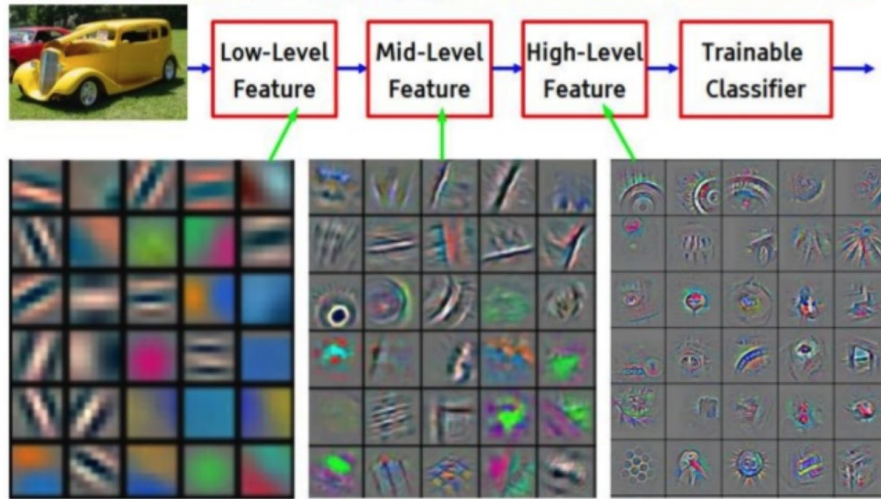 Low-Level
Feature
Mid-Level
Feature
High-Level
Feature
Trainable
Classifier